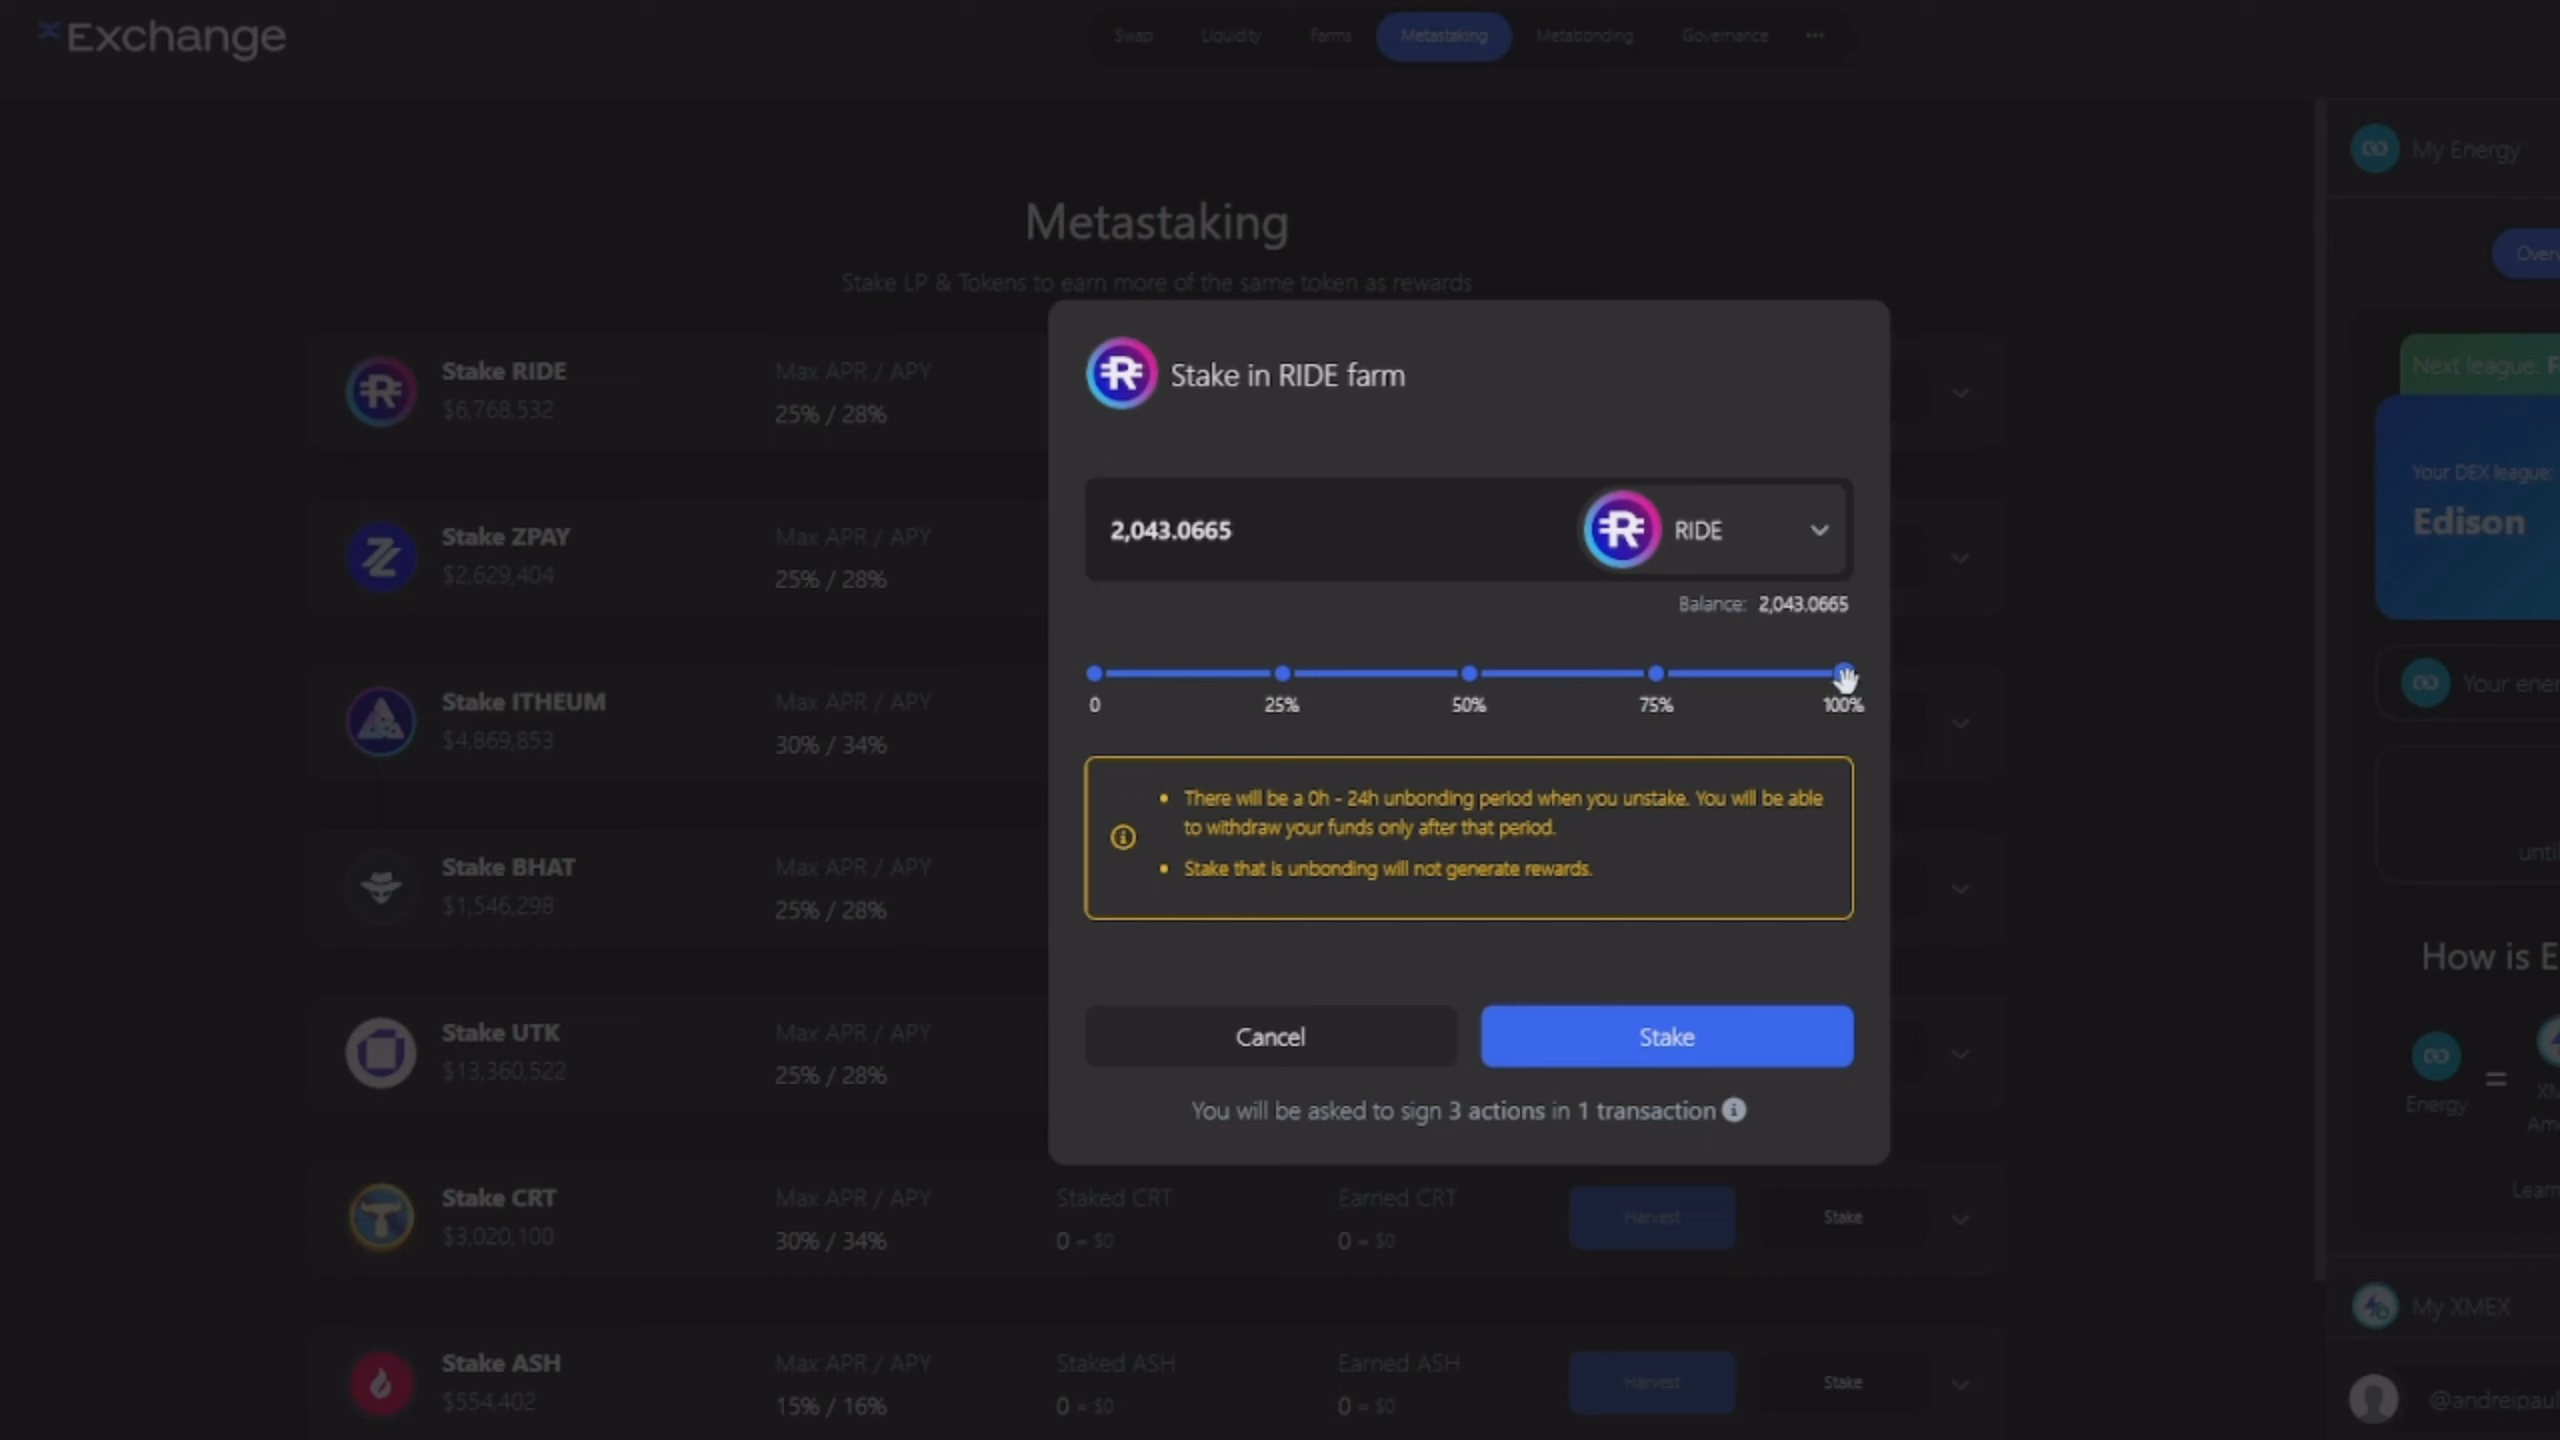 Exchange
Swap
Liquidity
Farms
Metastaking
Metabonding
Governance
My Energy
Metastaking
Stake LP & Tokens to earn more of the same token as rewards
Stake RIDE
$6,768,532
Max APR / APY
25% / 28%
Stake ZPAY
$2,629,404
Max APR / APY
25% / 28%
Stake ITHEUM
$4,869,853
Max APR / APY
30% / 34%
Stake BHAT
$1,546,298
Max APR / APY
25% / 28%
Stake UTK
$13,360,522
Max APR / APY
25% / 28%
Stake CRT
$3,020,100
Max APR / APY
30% / 34%
Staked CRT
0 = $0
Earned CRT
0 = $0
Harvest
Stake
Stake ASH
$554,402
Max APR / APY
15% / 16%
Staked ASH
0 = $0
Earned ASH
0 = $0
Harvest
Stake
Stake in RIDE farm
2,043.0665
RIDE
Balance: 2,043.0665
0
25%
50%
75%
100%
• There will be a 0h - 24h unbonding period when you unstake. You will be able
to withdraw your funds only after that period.
• Stake that is unbonding will not generate rewards.
Cancel
Stake
You will be asked to sign 3 actions in 1 transaction
Next league:
Your DEX league:
Edison
How is E
Energy
=
My XMEX
@andreipaul